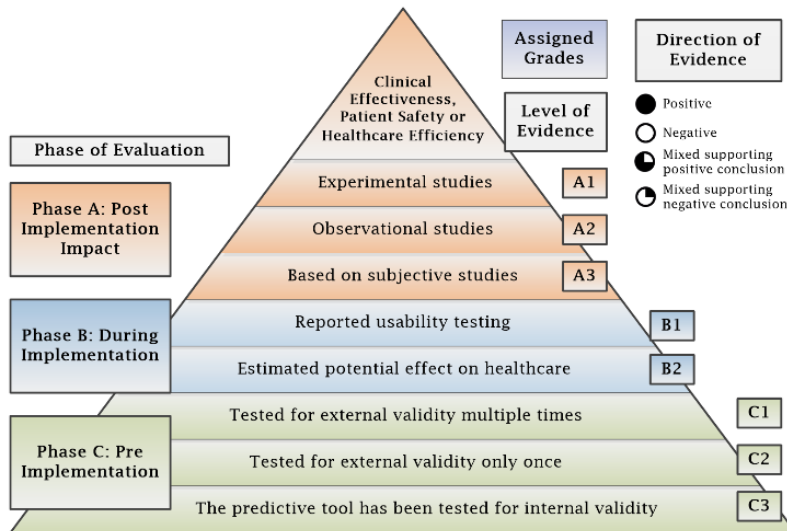 Assigned
Grades
Direction of
Evidence
Clinical
Effectiveness,
Patient Safety or
Healthcare Efficiency
Level of
Evidence
Positive
Negative
Mixed supporting
positive conclusion
Mixed supporting
negative conclusion
Phase of Evaluation
Phase A: Post
Implementation
Impact
Experimental studies
A1
Observational studies
A2
Based on subjective studies
A3
Phase B: During
Implementation
Reported usability testing
B1
Estimated potential effect on healthcare
B2
Phase C: Pre
Implementation
Tested for external validity multiple times
C1
Tested for external validity only once
C2
The predictive tool has been tested for internal validity
C3